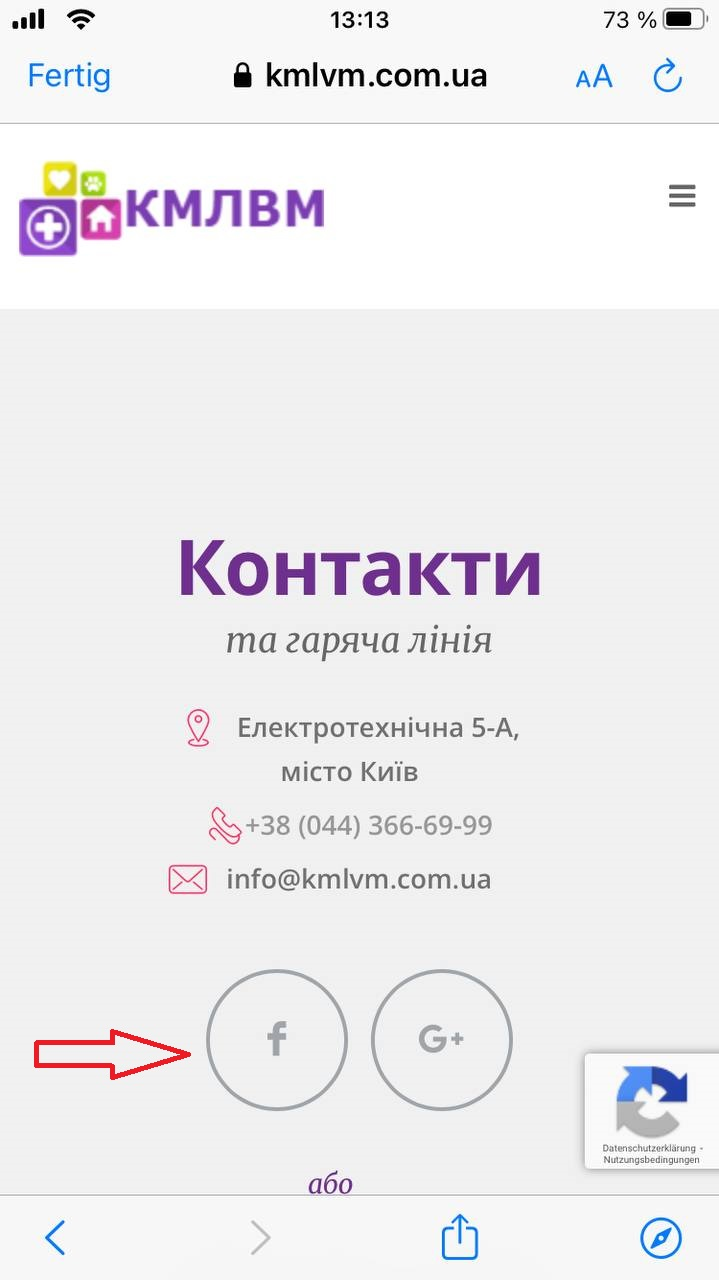 13:13
73 %
Fertig
kmlvm.com.ua
AA
КМЛВМ
Контакти
та гаряча лінія
Електротехнічна 5-А,
місто Київ
+38 (044) 366-69-99
info@kmlvm.com.ua
f
G+
Datenschutzerklärung -
Nutzungsbedingungen
або